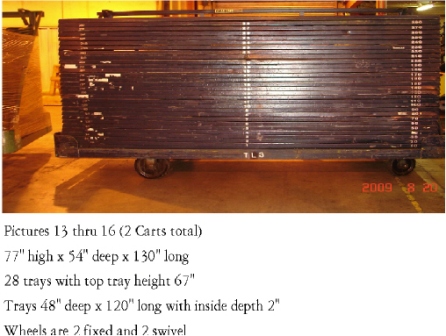 TLD
2009 8 26
Pictures 13 thru 16 (2 Carts total)
77" high x 54" deep x 130" long
28 trays with top tray height 67"
Trays 48" deep x 120" long with inside depth 2"
Wheels are 2 fixed and 2 swivel